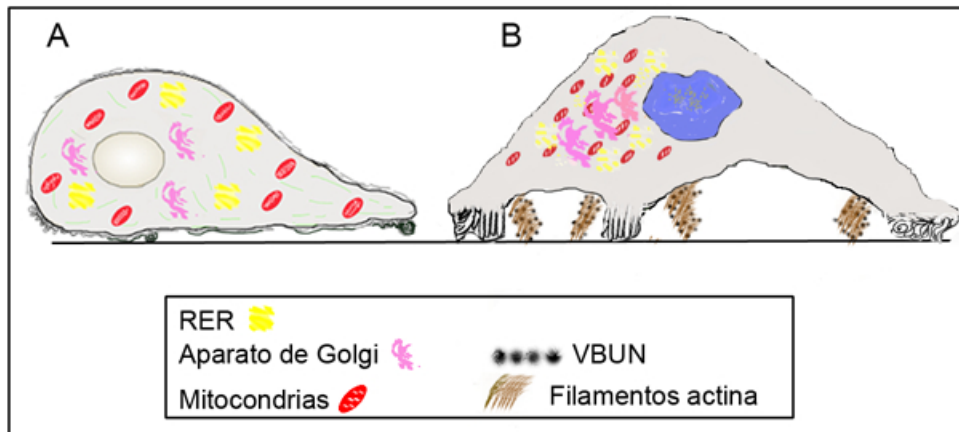 A
B
RER
Aparato de Golgi
VBUN
Mitocondrias
Filamentos actina